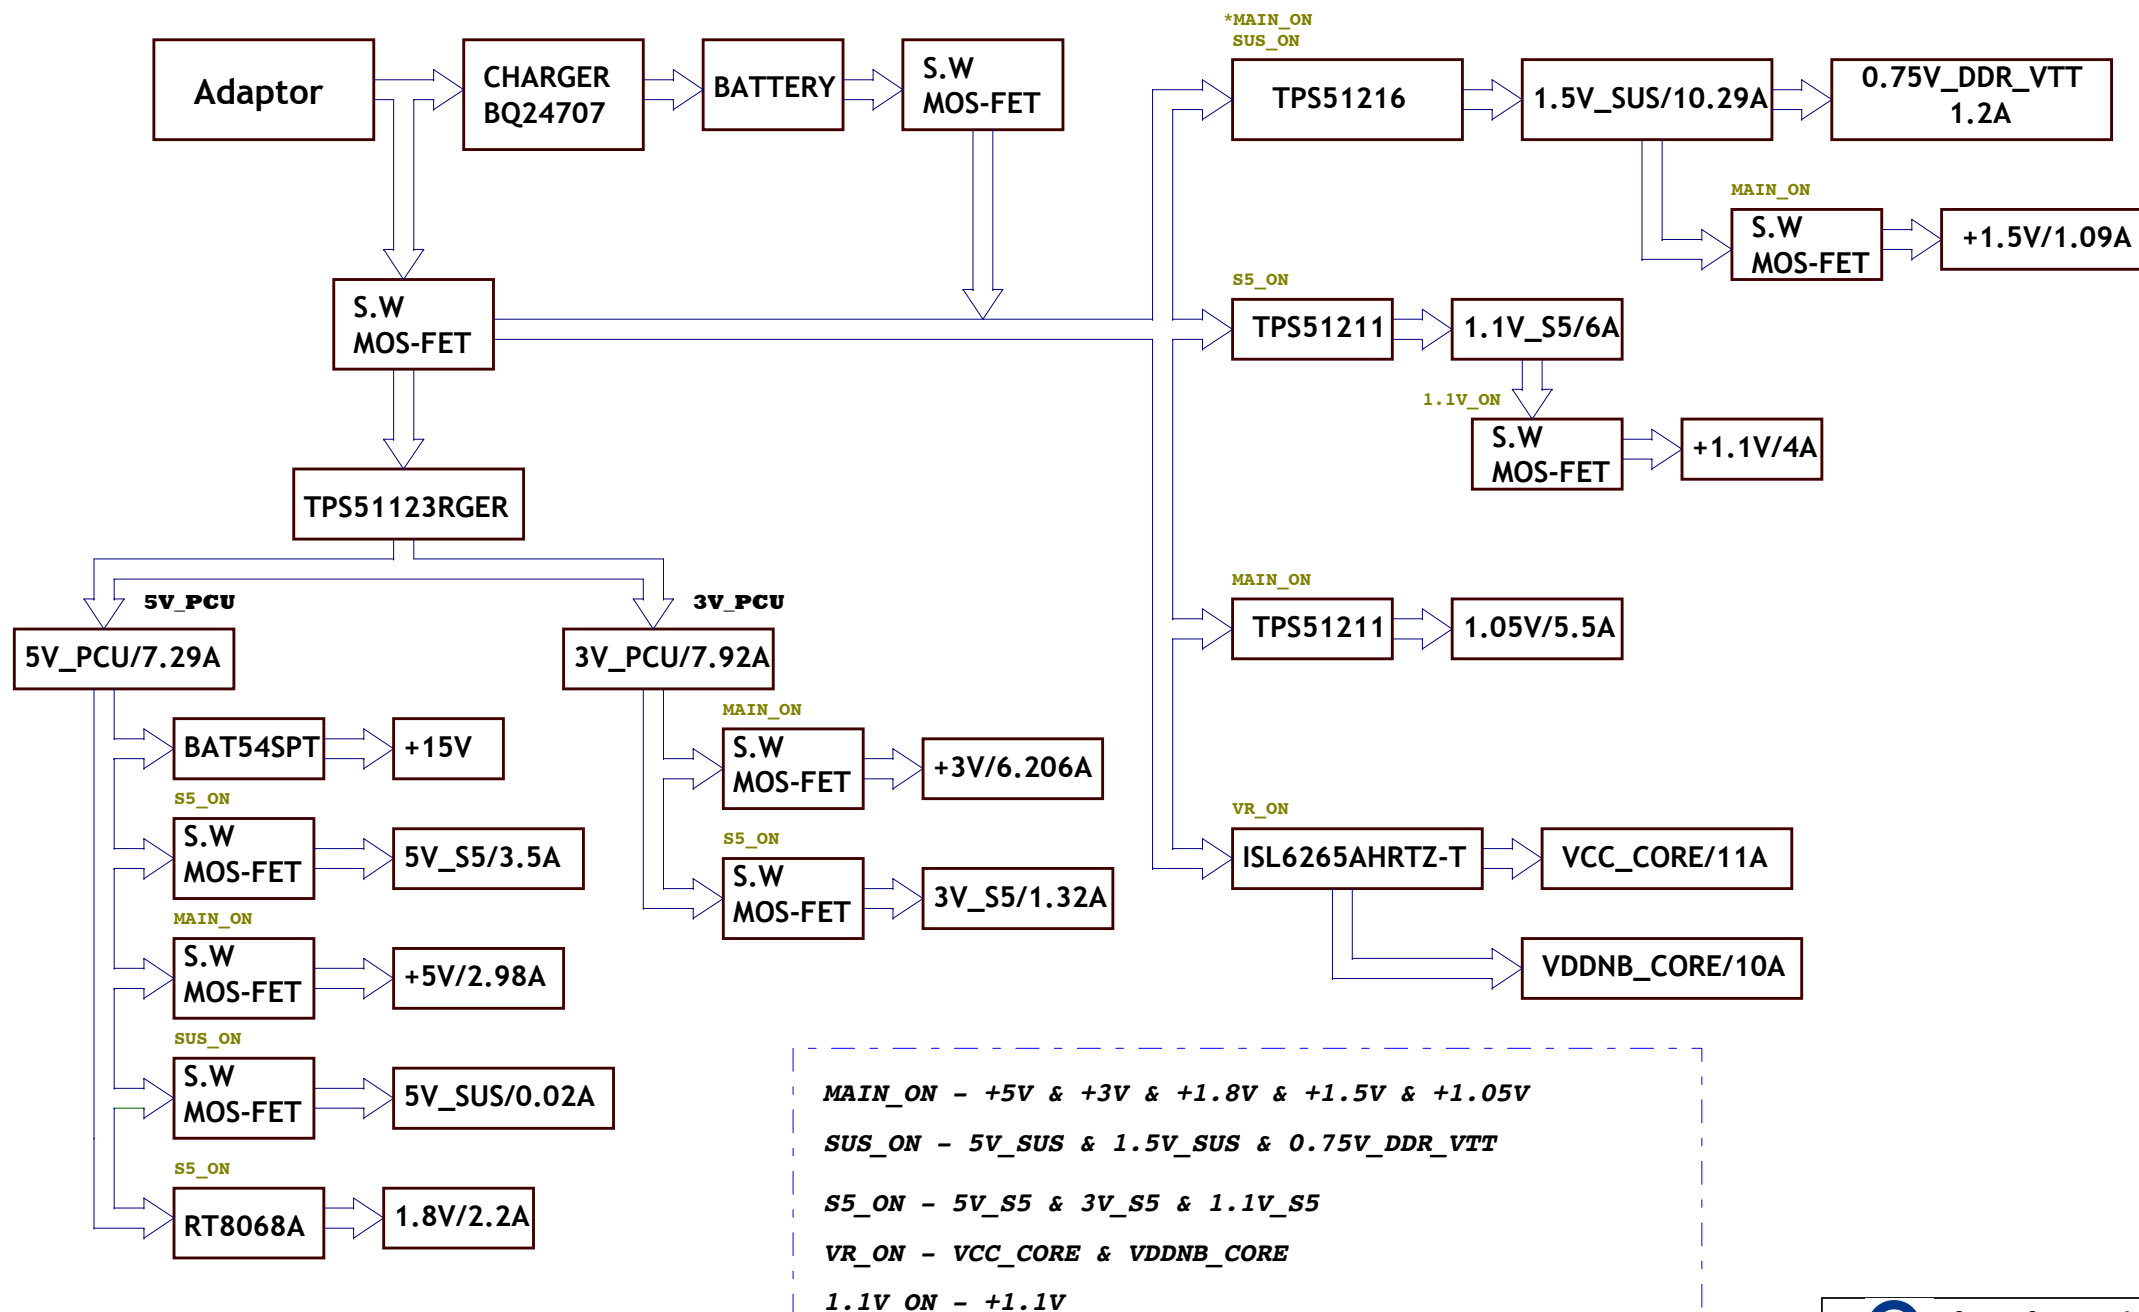 *MAIN_ON
SUS_ON
Adaptor
CHARGER
BQ24707
BATTERY
S.W
MOS-FET
TPS51216
1.5V_SUS/10.29A
0.75V_DDR_VTT
1.2A
MAIN_ON
S.W
MOS-FET
+1.5V/1.09A
S.W
MOS-FET
S5_ON
TPS51211
1.1V_S5/6A
1.1V_ON
S.W
MOS-FET
+1.1V/4A
TPS51123RGER
5V_PCU
3V_PCU
5V_PCU/7.29A
3V_PCU/7.92A
MAIN_ON
TPS51211
1.05V/5.5A
BAT54SPT
+15V
MAIN_ON
S.W
MOS-FET
+3V/6.206A
S5_ON
S.W
MOS-FET
5V_S5/3.5A
S5_ON
S.W
MOS-FET
3V_S5/1.32A
VR_ON
ISL6265AHRTZ-T
VCC_CORE/11A
VDDNB_CORE/10A
MAIN_ON
S.W
MOS-FET
+5V/2.98A
SUS_ON
S.W
MOS-FET
5V_SUS/0.02A
S5_ON
RT8068A
1.8V/2.2A
MAIN_ON - +5V & +3V & +1.8V & +1.5V & +1.05V
SUS_ON - 5V_SUS & 1.5V_SUS & 0.75V_DDR_VTT
S5_ON - 5V_S5 & 3V_S5 & 1.1V_S5
VR_ON - VCC_CORE & VDDNB_CORE
1.1V ON - +1.1V